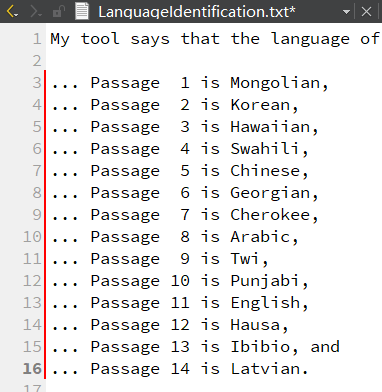 LanguageIdentification.txt*
1 My tool says that the language of
2
3 ... Passage  1 is Mongolian,
4 ... Passage  2 is Korean,
5 ... Passage  3 is Hawaiian,
6 ... Passage  4 is Swahili,
7 ... Passage  5 is Chinese,
8 ... Passage  6 is Georgian,
9 ... Passage  7 is Cherokee,
10 ... Passage  8 is Arabic,
11 ... Passage  9 is Twi,
12 ... Passage 10 is Punjabi,
13 ... Passage 11 is English,
14 ... Passage 12 is Hausa,
15 ... Passage 13 is Ibibio, and
16 ... Passage 14 is Latvian.
17